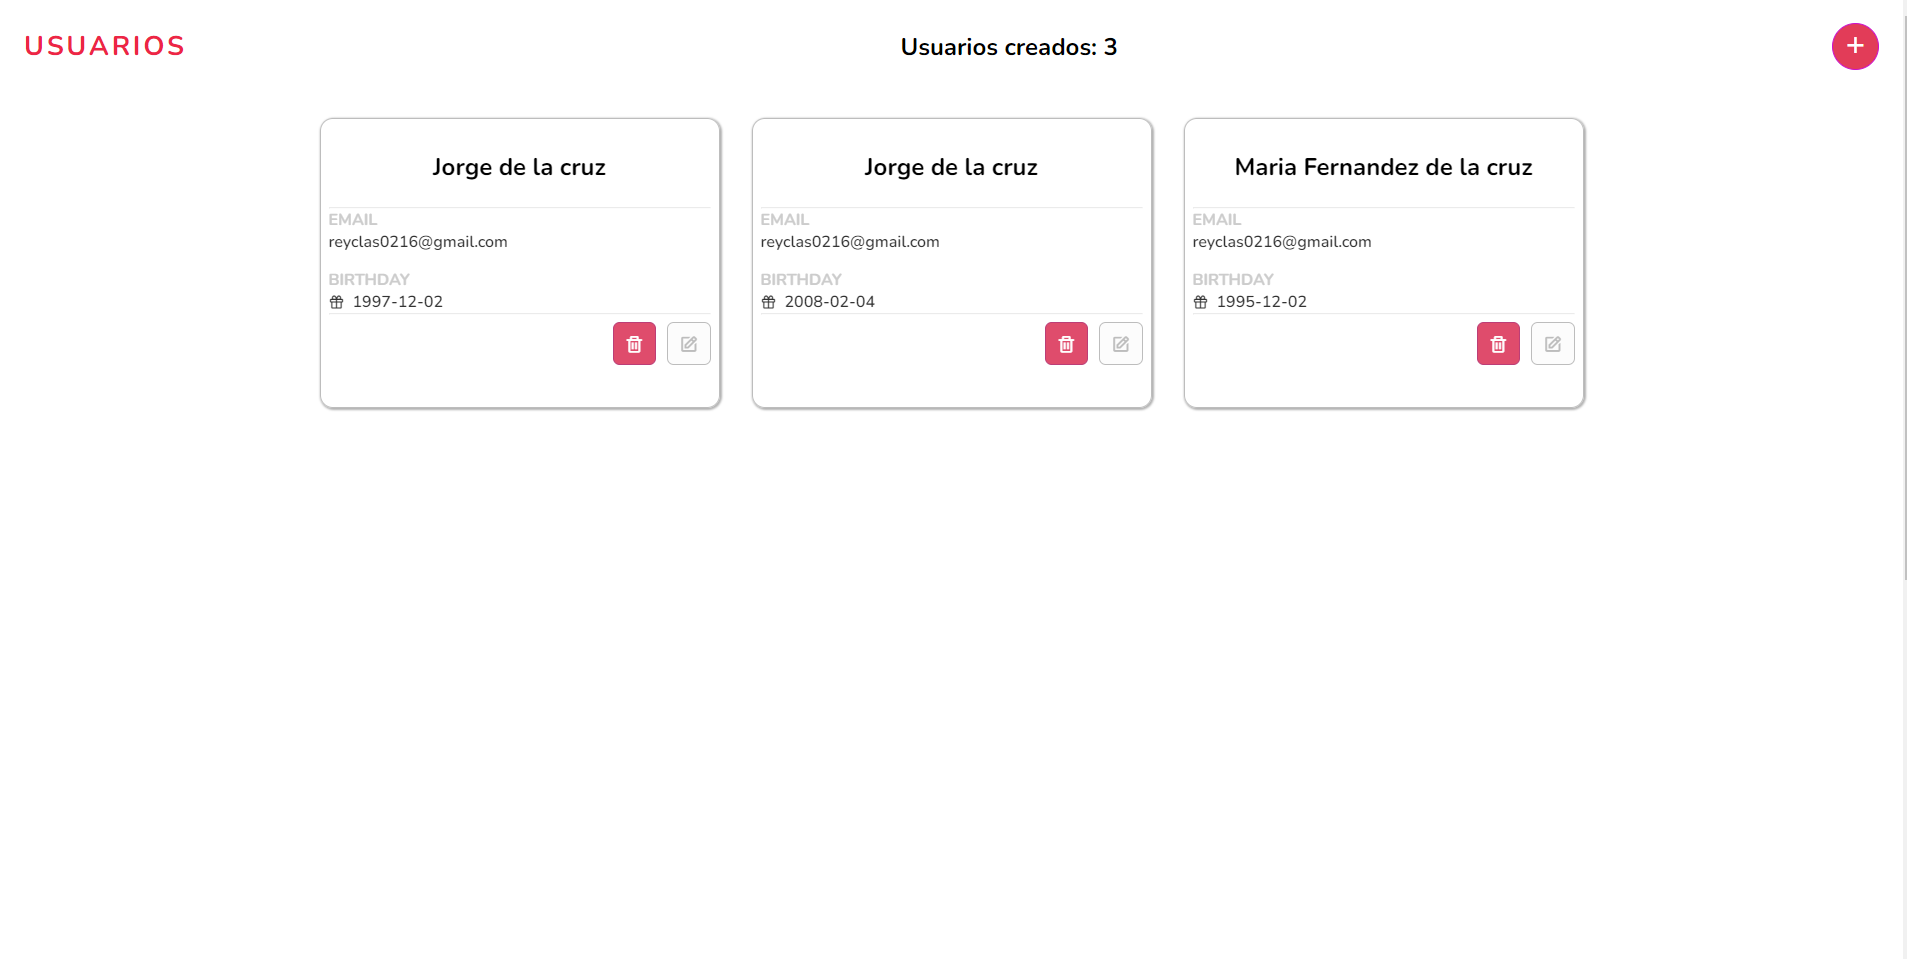 USUARIOS
Usuarios creados: 3
+
Jorge de la cruz
EMAIL
reyclas0216@gmail.com
BIRTHDAY
1997-12-02
Jorge de la cruz
EMAIL
reyclas0216@gmail.com
BIRTHDAY
2008-02-04
Maria Fernandez de la cruz
EMAIL
reyclas0216@gmail.com
BIRTHDAY
1995-12-02